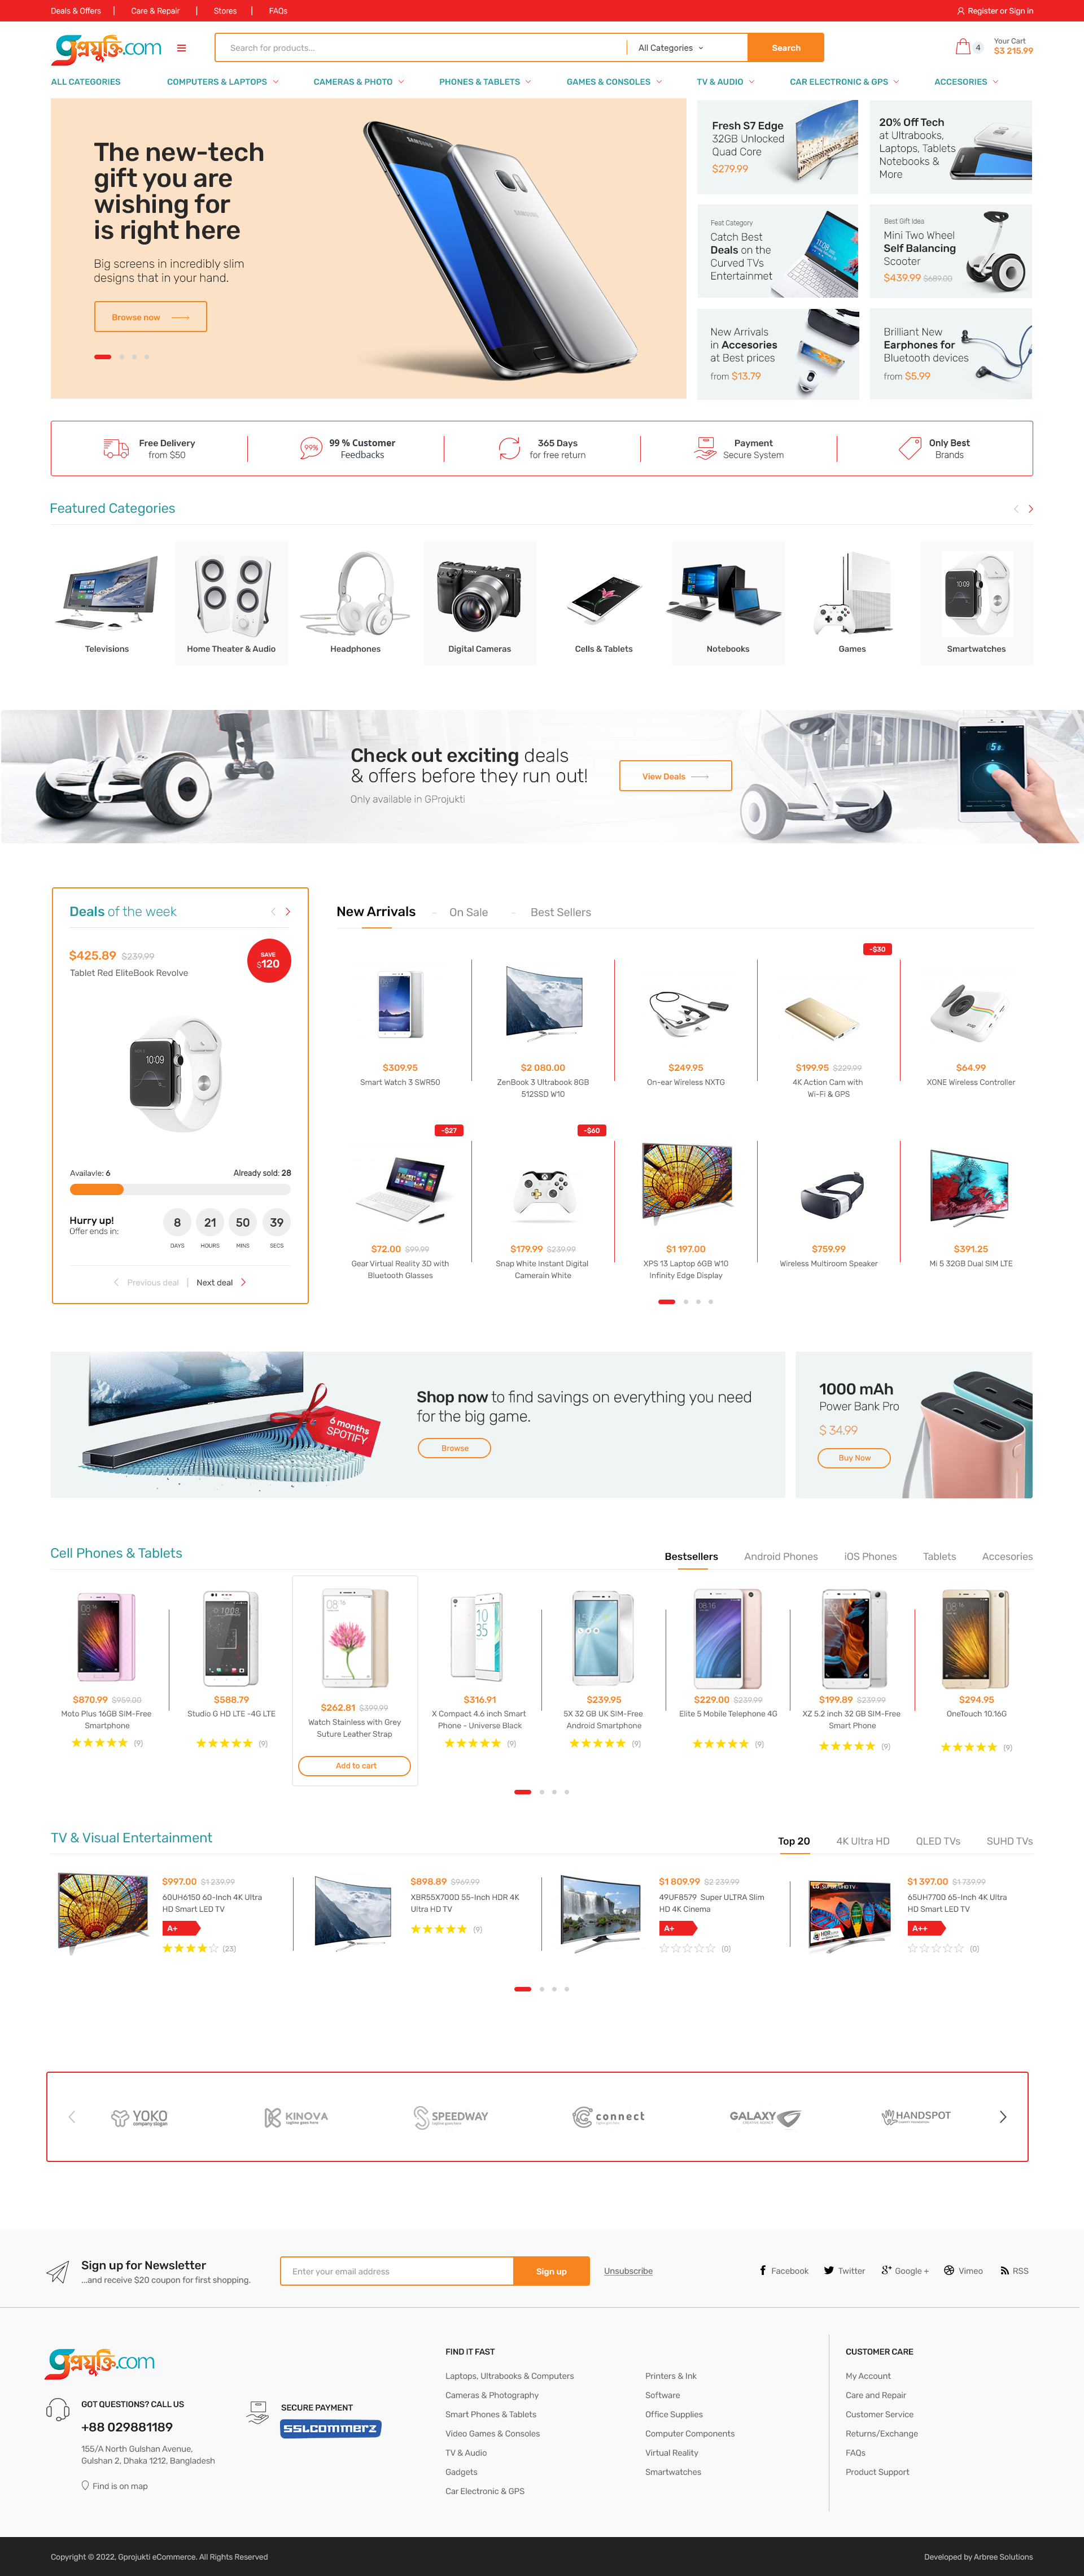 Deals & Offers | Care & Repair | Stores | FAQs
Register or Sign in
gপ্রযুক্তি.com
Search for products...
All Categories
Search
4
Your Cart
$3 215.99
ALL CATEGORIES COMPUTERS & LAPTOPS CAMERAS & PHOTO PHONES & TABLETS GAMES & CONSOLES TV & AUDIO CAR ELECTRONIC & GPS ACCESORIES
The new-tech
gift you are
wishing for
is right here
Big screens in incredibly slim
designs that in your hand.
Browse now
SAMSUNG
SAMSUNG
Fresh S7 Edge
32GB Unlocked
Quad Core
$279.99
20% Off Tech
at Ultrabooks,
Laptops, Tablets
Notebooks &
More
Feat Category
Catch Best
Deals on the
Curved TVs
Entertainmet
Best Gift Idea
Mini Two Wheel
Self Balancing
Scooter
$439.99 $689.00
New Arrivals
in Accesories
at Best prices
from $13.79
Brilliant New
Earphones for
Bluetooth devices
from $5.99
Free Delivery
from $50
99%
99 % Customer
Feedbacks
365 Days
for free return
Payment
Secure System
Only Best
Brands
Featured Categories
SONY
10:09
Televisions
Home Theater & Audio
Headphones
Digital Cameras
Cells & Tablets
Notebooks
Games
Smartwatches
Check out exciting deals
& offers before they run out!
Only available in GProjukti
View Deals
Deals of the week
$425.89 $239.99
Tablet Red EliteBook Revolve
SAVE
$120
10:09
Availavle: 6
Already sold: 28
Hurry up!
Offer ends in:
8 21 50 39
DAYS HOURS MINS SECS
Previous deal | Next deal
New Arrivals - On Sale - Best Sellers
-$30
$309.95
Smart Watch 3 SWR50
$2 080.00
ZenBook 3 Ultrabook 8GB
512SSD W10
$249.95
On-ear Wireless NXTG
$199.95 $229.99
4K Action Cam with
Wi-Fi & GPS
$64.99
XONE Wireless Controller
-$27
-$60
$72.00 $99.99
Gear Virtual Reality 3D with
Bluetooth Glasses
$179.99 $239.99
Snap White Instant Digital
Camerain White
$1 197.00
XPS 13 Laptop 6GB W10
Infinity Edge Display
$759.99
Wireless Multiroom Speaker
$391.25
Mi 5 32GB Dual SIM LTE
6 months
SPOTIFY
Shop now to find savings on everything you need
for the big game.
Browse
1000 mAh
Power Bank Pro
$ 34.99
Buy Now
Cell Phones & Tablets
Bestsellers Android Phones iOS Phones Tablets Accesories
$870.99 $959.00
Moto Plus 16GB SIM-Free
Smartphone
(9)
$588.79
Studio G HD LTE -4G LTE
(9)
$262,81 $399.99
Watch Stainless with Grey
Suture Leather Strap
Add to cart
$316.91
X Compact 4.6 inch Smart
Phone - Universe Black
(9)
$239.95
5X 32 GB UK SIM-Free
Android Smartphone
(9)
$229.00 $239.99
Elite 5 Mobile Telephone 4G
(9)
$199.89 $239.99
XZ 5.2 inch 32 GB SIM-Free
Smart Phone
(9)
$294.95
OneTouch 10.16G
(9)
TV & Visual Entertainment
Top 20 4K Ultra HD QLED TVs SUHD TVs
$997.00 $1 239.99
60UH6150 60-Inch 4K Ultra
HD Smart LED TV
A+
(23)
$898.89 $969.99
XBR55X700D 55-Inch HDR 4K
Ultra HD TV
(9)
$1 809.99 $2 239.99
49UF8579 Super ULTRA Slim
HD 4K Cinema
A+
(0)
LG SUPER UHD TV
HDR
$1 397.00 $1 739.99
65UH7700 65-Inch 4K Ultra
HD Smart LED TV
A++
(0)
YOKO
company slogan
KINOVA
SPEEDWAY
connect
GALAXY
HANDSPOT
Sign up for Newsletter
...and receive $20 coupon for first shopping.
Enter your email address
Sign up
Unsubscribe
Facebook Twitter Google + Vimeo RSS
gপ্রযুক্তি.com
GOT QUESTIONS? CALL US
+88 029881189
155/A North Gulshan Avenue,
Gulshan 2, Dhaka 1212, Bangladesh
Find is on map
SECURE PAYMENT
SSLCOMMERZ
FIND IT FAST
Laptops, Ultrabooks & Computers
Cameras & Photography
Smart Phones & Tablets
Video Games & Consoles
TV & Audio
Gadgets
Car Electronic & GPS
Printers & Ink
Software
Office Supplies
Computer Components
Virtual Reality
Smartwatches
CUSTOMER CARE
My Account
Care and Repair
Customer Service
Returns/Exchange
FAQs
Product Support
Copyright © 2022, Gprojukti eCommerce. All Rights Reserved
Developed by Arbree Solutions